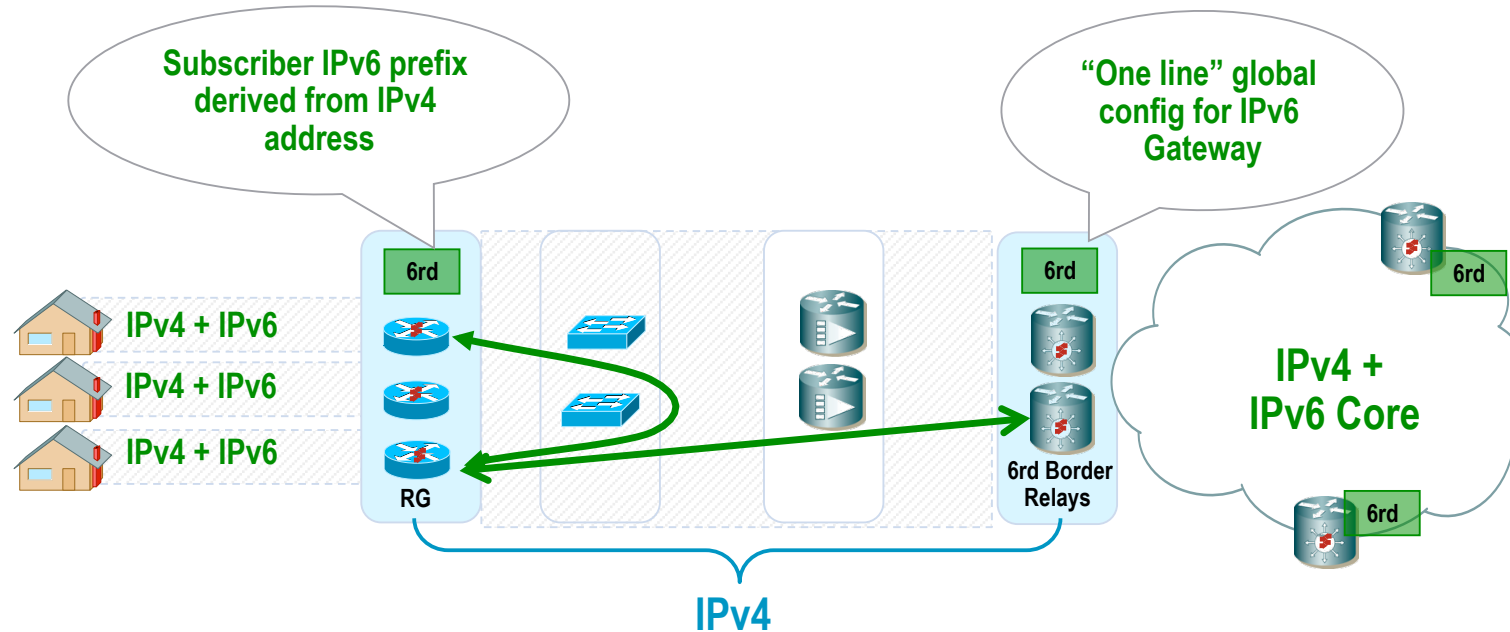 Subscriber IPv6 prefix
derived from IPv4
address
“One line” global
config for IPv6
Gateway
6rd
6rd
6rd
IPv4 + IPv6
IPv4 + IPv6
IPv4 + IPv6
IPv4 +
IPv6 Core
RG
6rd Border
Relays
6rd
IPv4